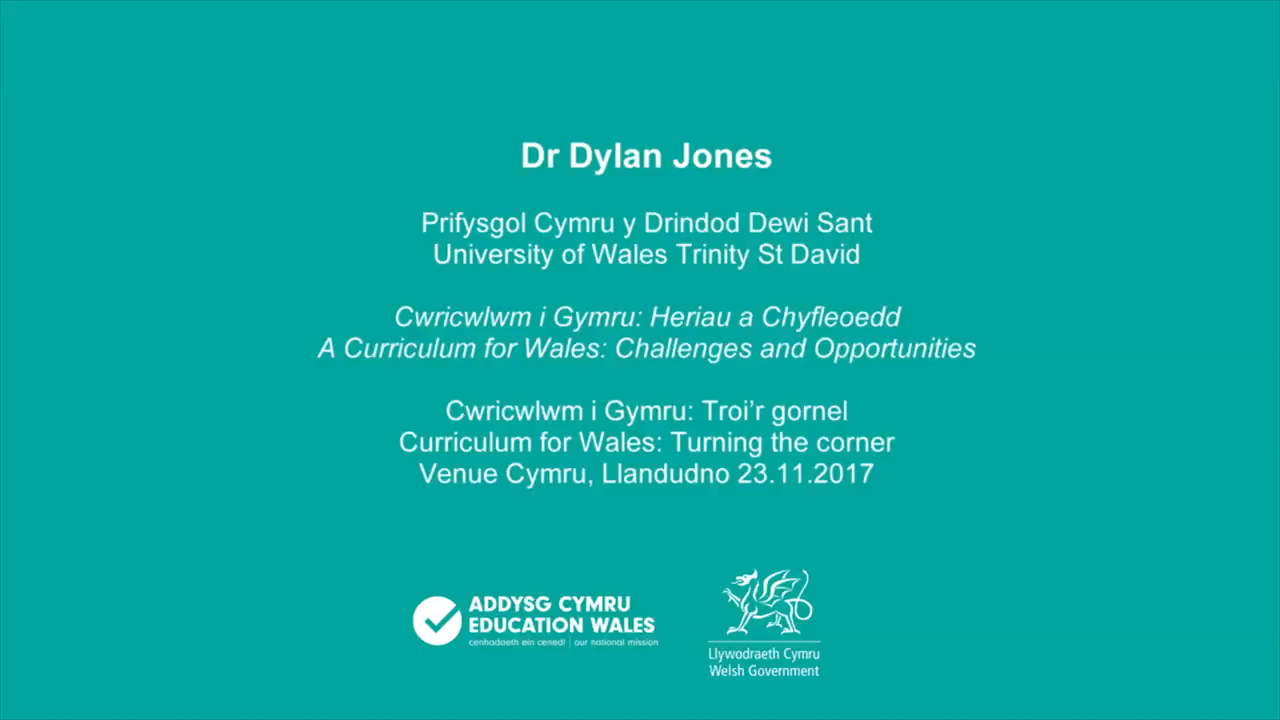 Dr Dylan Jones
Prifysgol Cymru y Drindod Dewi Sant
University of Wales Trinity St David
Cwricwlwm i Gymru: Heriau a Chyfleoedd
A Curriculum for Wales: Challenges and Opportunities
Cwricwlwm i Gymru: Troi’r gornel
Curriculum for Wales: Turning the corner
Venue Cymru, Llandudno 23.11.2017
ADDYSG CYMRU
EDUCATION WALES
cenhadaeth ein cenedl | our national mission
Llywodraeth Cymru
Welsh Government